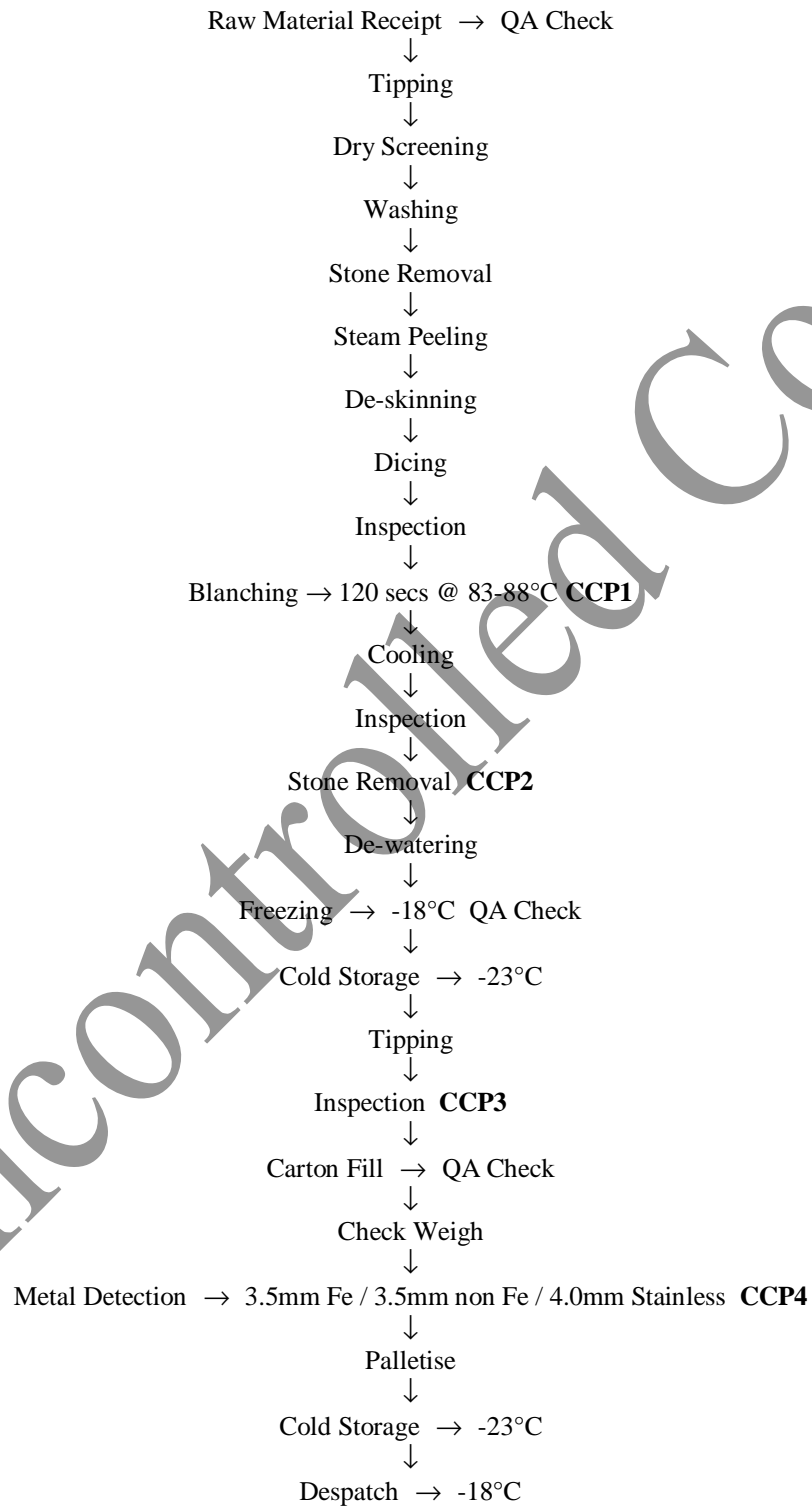 Raw Material Receipt → QA Check
↓
Tipping
↓
Dry Screening
↓
Washing
↓
Stone Removal
↓
Steam Peeling
↓
De-skinning
↓
Dicing
↓
Inspection
↓
Blanching → 120 secs @ 83-88°C CCP1
↓
Cooling
↓
Inspection
↓
Stone Removal CCP2
↓
De-watering
↓
Freezing → -18°C QA Check
↓
Cold Storage → -23°C
↓
Tipping
↓
Inspection CCP3
↓
Carton Fill → QA Check
↓
Check Weigh
↓
Metal Detection → 3.5mm Fe / 3.5mm non Fe / 4.0mm Stainless CCP4
↓
Palletise
↓
Cold Storage → -23°C
↓
Despatch → -18°C
ncontrolled Co